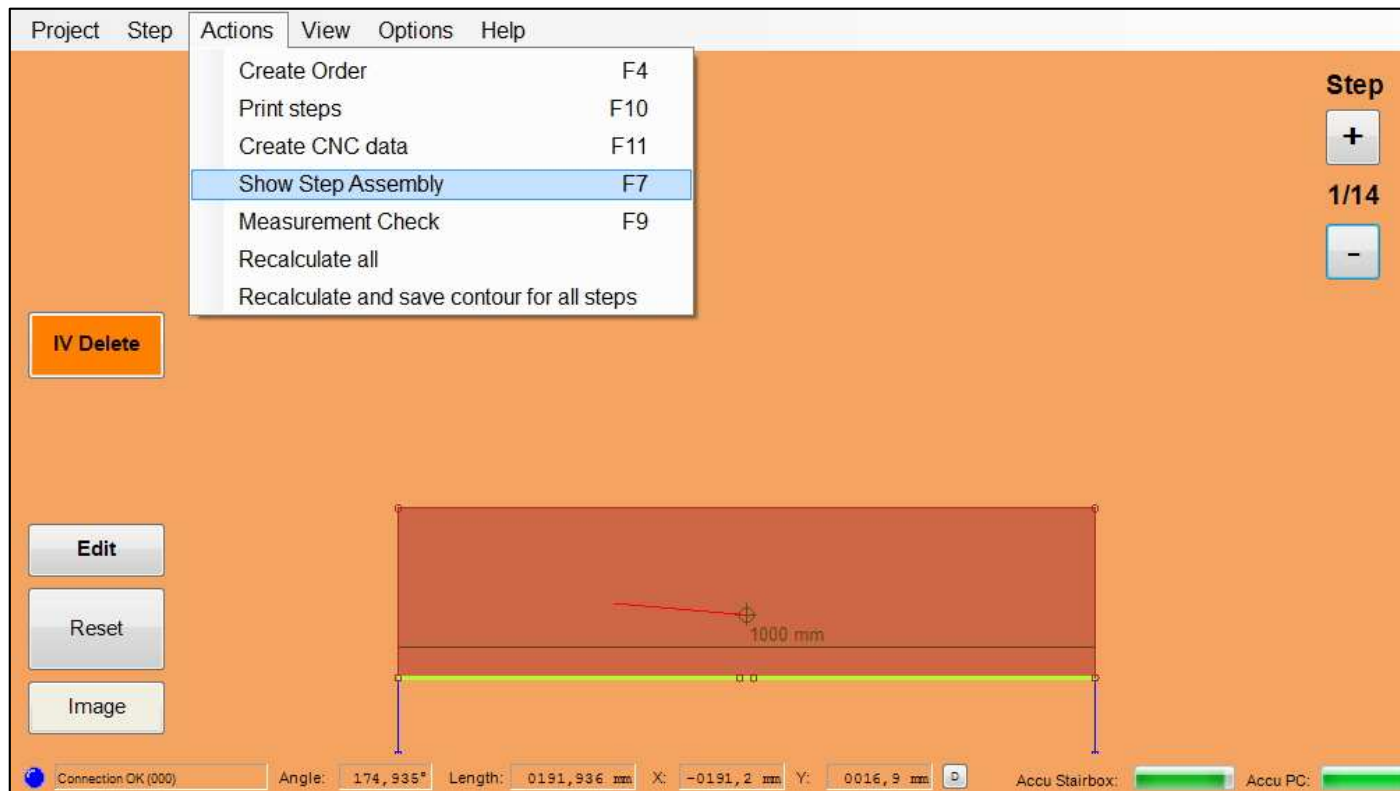 Project Step Actions View Options Help
Create Order F4
Print steps F10
Create CNC data F11
Show Step Assembly F7
Measurement Check F9
Recalculate all
Recalculate and save contour for all steps
Step
+
1/14
-
IV Delete
Edit
Reset
Image
1000 mm
Connection OK (000) Angle: 174,935° Length: 0191,936 mm X: -0191,2 mm Y: 0016,9 mm D Accu Stairbox: Accu PC: